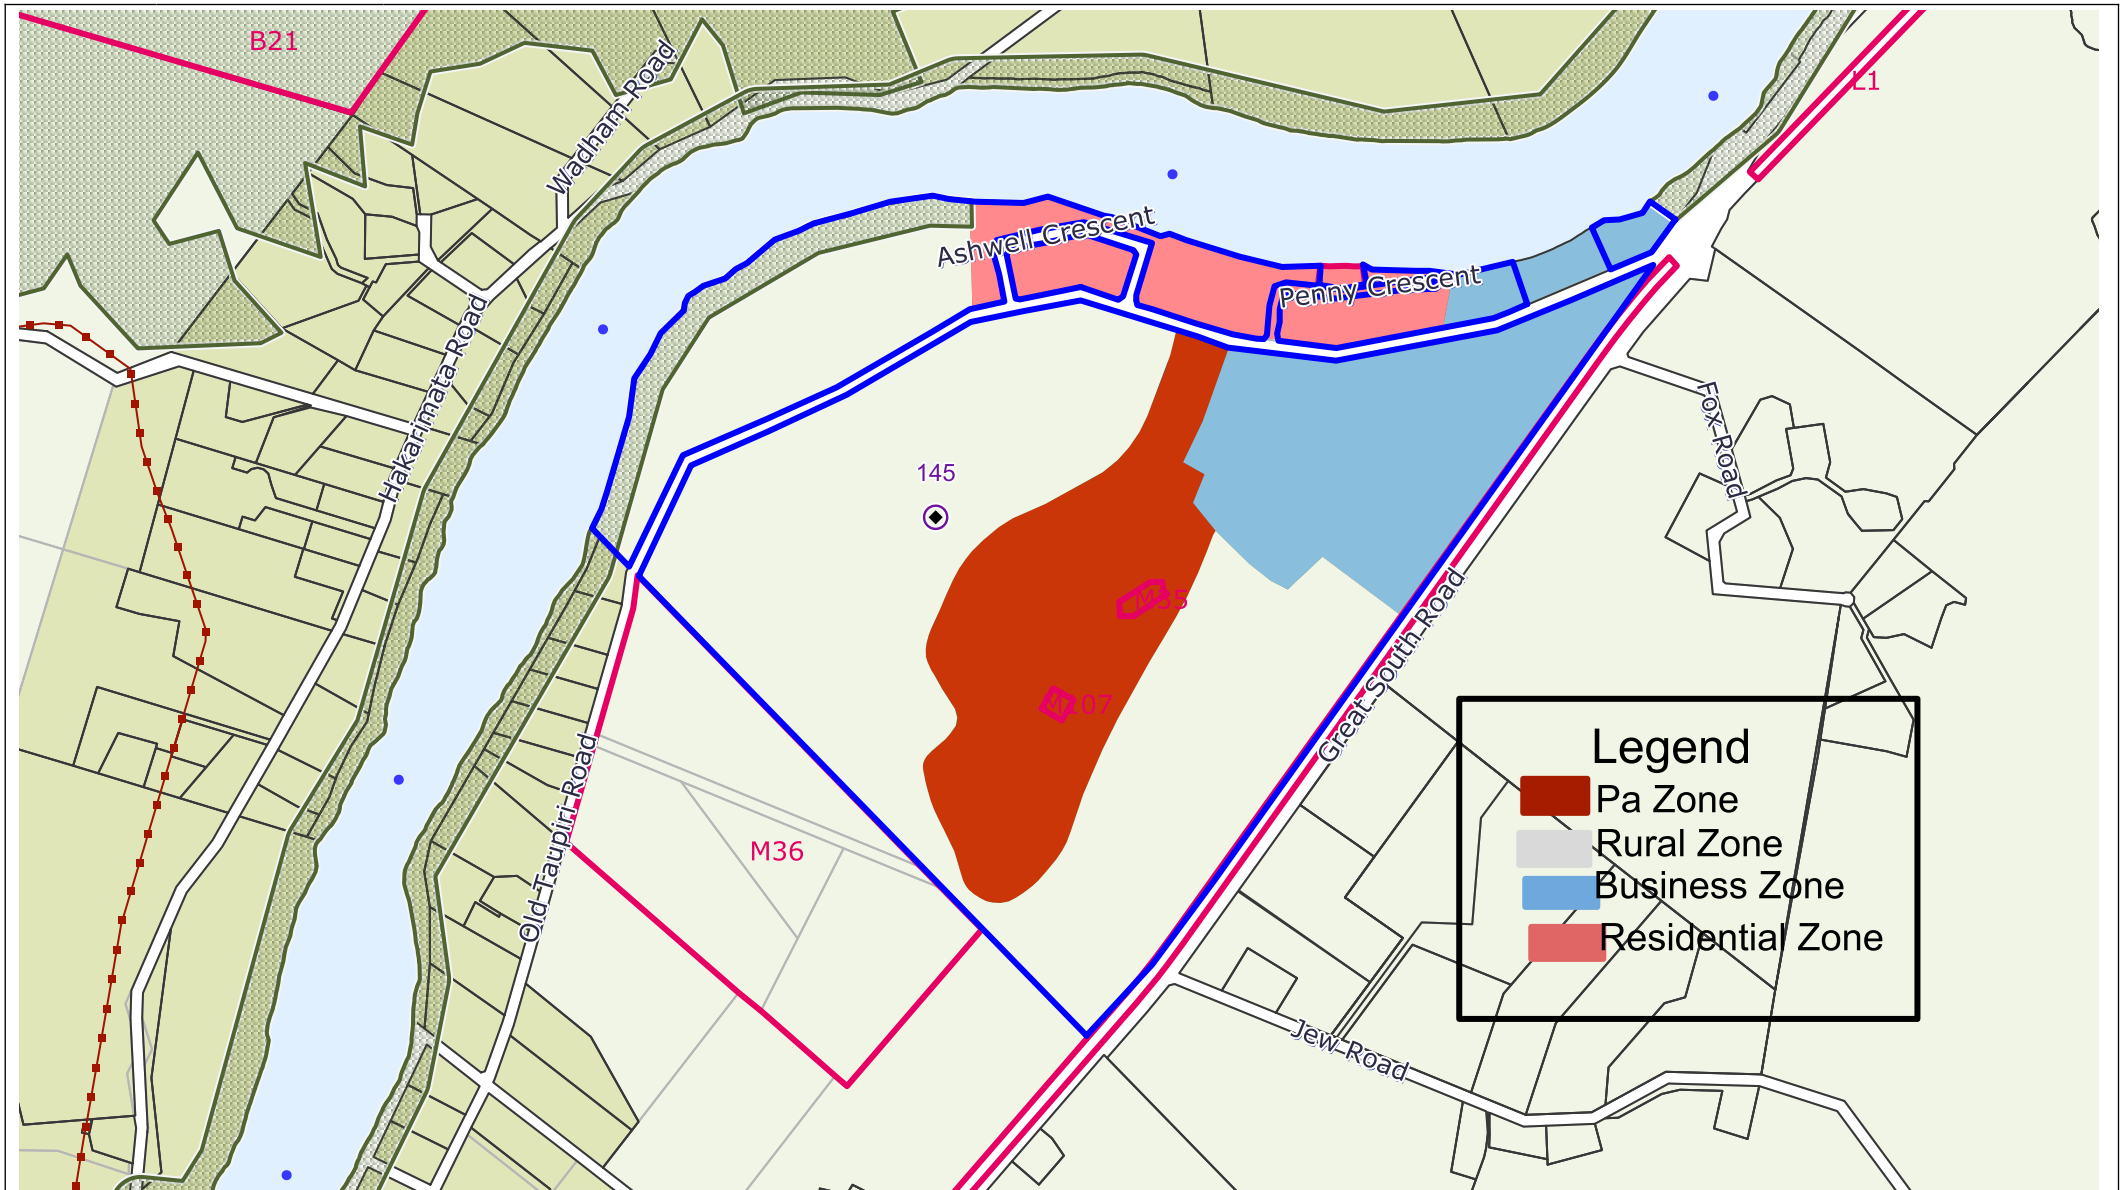 B21
L1
Wadham Road
Ashwell Crescent
Penny Crescent
Hakarimata Road
Fox Road
145
M35
M107
Great South Road
Old Taupiri Road
M36
Jew Road
Legend
Pa Zone
Rural Zone
Business Zone
Residential Zone